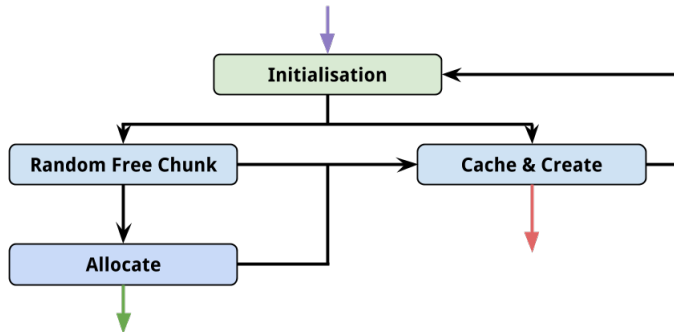 Initialisation
Random Free Chunk
Cache & Create
Allocate